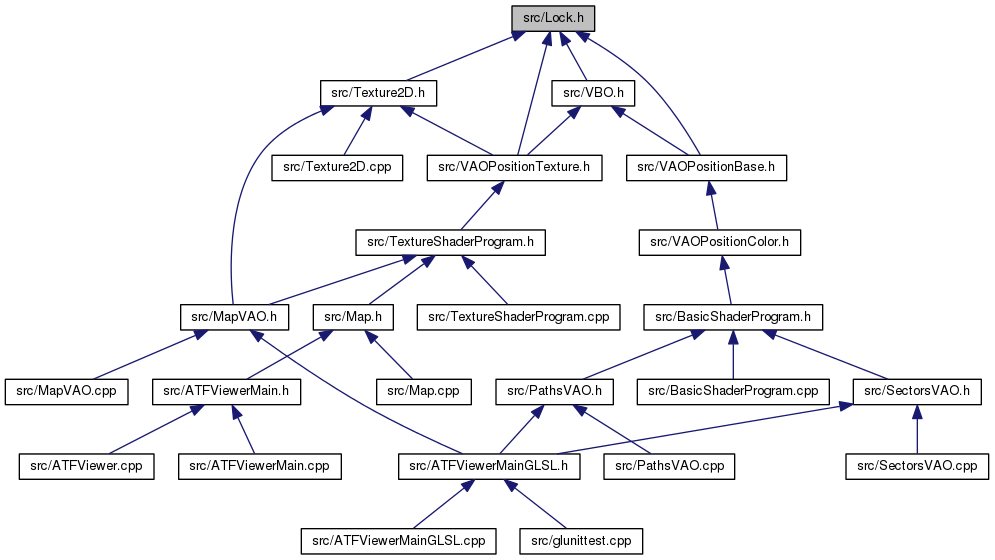 src/Lock.h
src/Texture2D.h
src/VBO.h
src/Texture2D.cpp
src/VAOPositionTexture.h
src/VAOPositionBase.h
src/TextureShaderProgram.h
src/VAOPositionColor.h
src/MapVAO.h
src/Map.h
src/TextureShaderProgram.cpp
src/BasicShaderProgram.h
src/MapVAO.cpp
src/ATFViewerMain.h
src/Map.cpp
src/PathsVAO.h
src/BasicShaderProgram.cpp
src/SectorsVAO.h
src/ATFViewer.cpp
src/ATFViewerMain.cpp
src/ATFViewerMainGLSL.h
src/PathsVAO.cpp
src/SectorsVAO.cpp
src/ATFViewerMainGLSL.cpp
src/glunittest.cpp